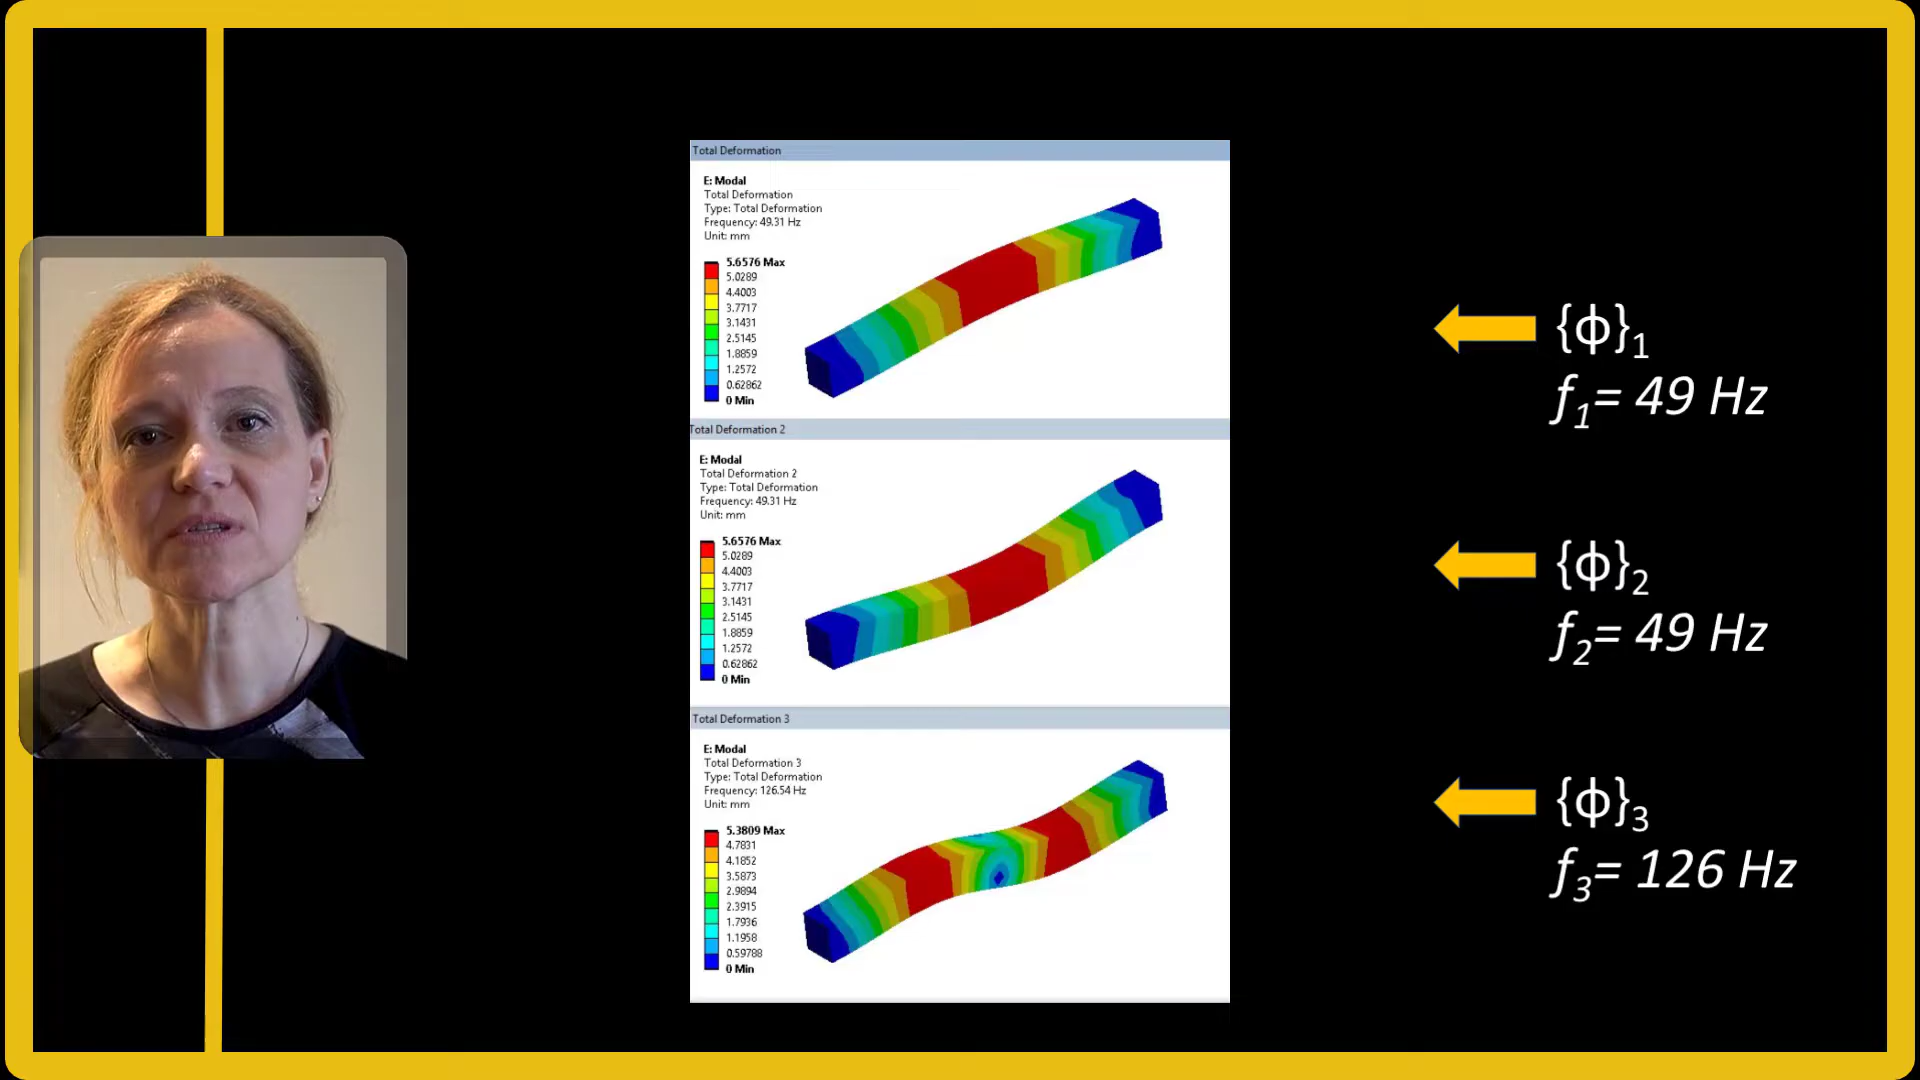 Total Deformation
E: Modal
Total Deformation
Type: Total Deformation
Frequency: 49.31 Hz
Unit: mm
5.6576 Max
5.0289
4.4003
3.7717
3.1431
2.5145
1.8859
1.2572
0.62862
0 Min
{ϕ}1
f1= 49 Hz
Total Deformation 2
E: Modal
Total Deformation 2
Type: Total Deformation
Frequency: 49.31 Hz
Unit: mm
5.6576 Max
5.0289
4.4003
3.7717
3.1431
2.5145
1.8859
1.2572
0.62862
0 Min
{ϕ}2
f2= 49 Hz
Total Deformation 3
E: Modal
Total Deformation 3
Type: Total Deformation
Frequency: 126.54 Hz
Unit: mm
5.3809 Max
4.7831
4.1852
3.5873
2.9894
2.3915
1.7936
1.1958
0.59788
0 Min
{ϕ}3
f3= 126 Hz